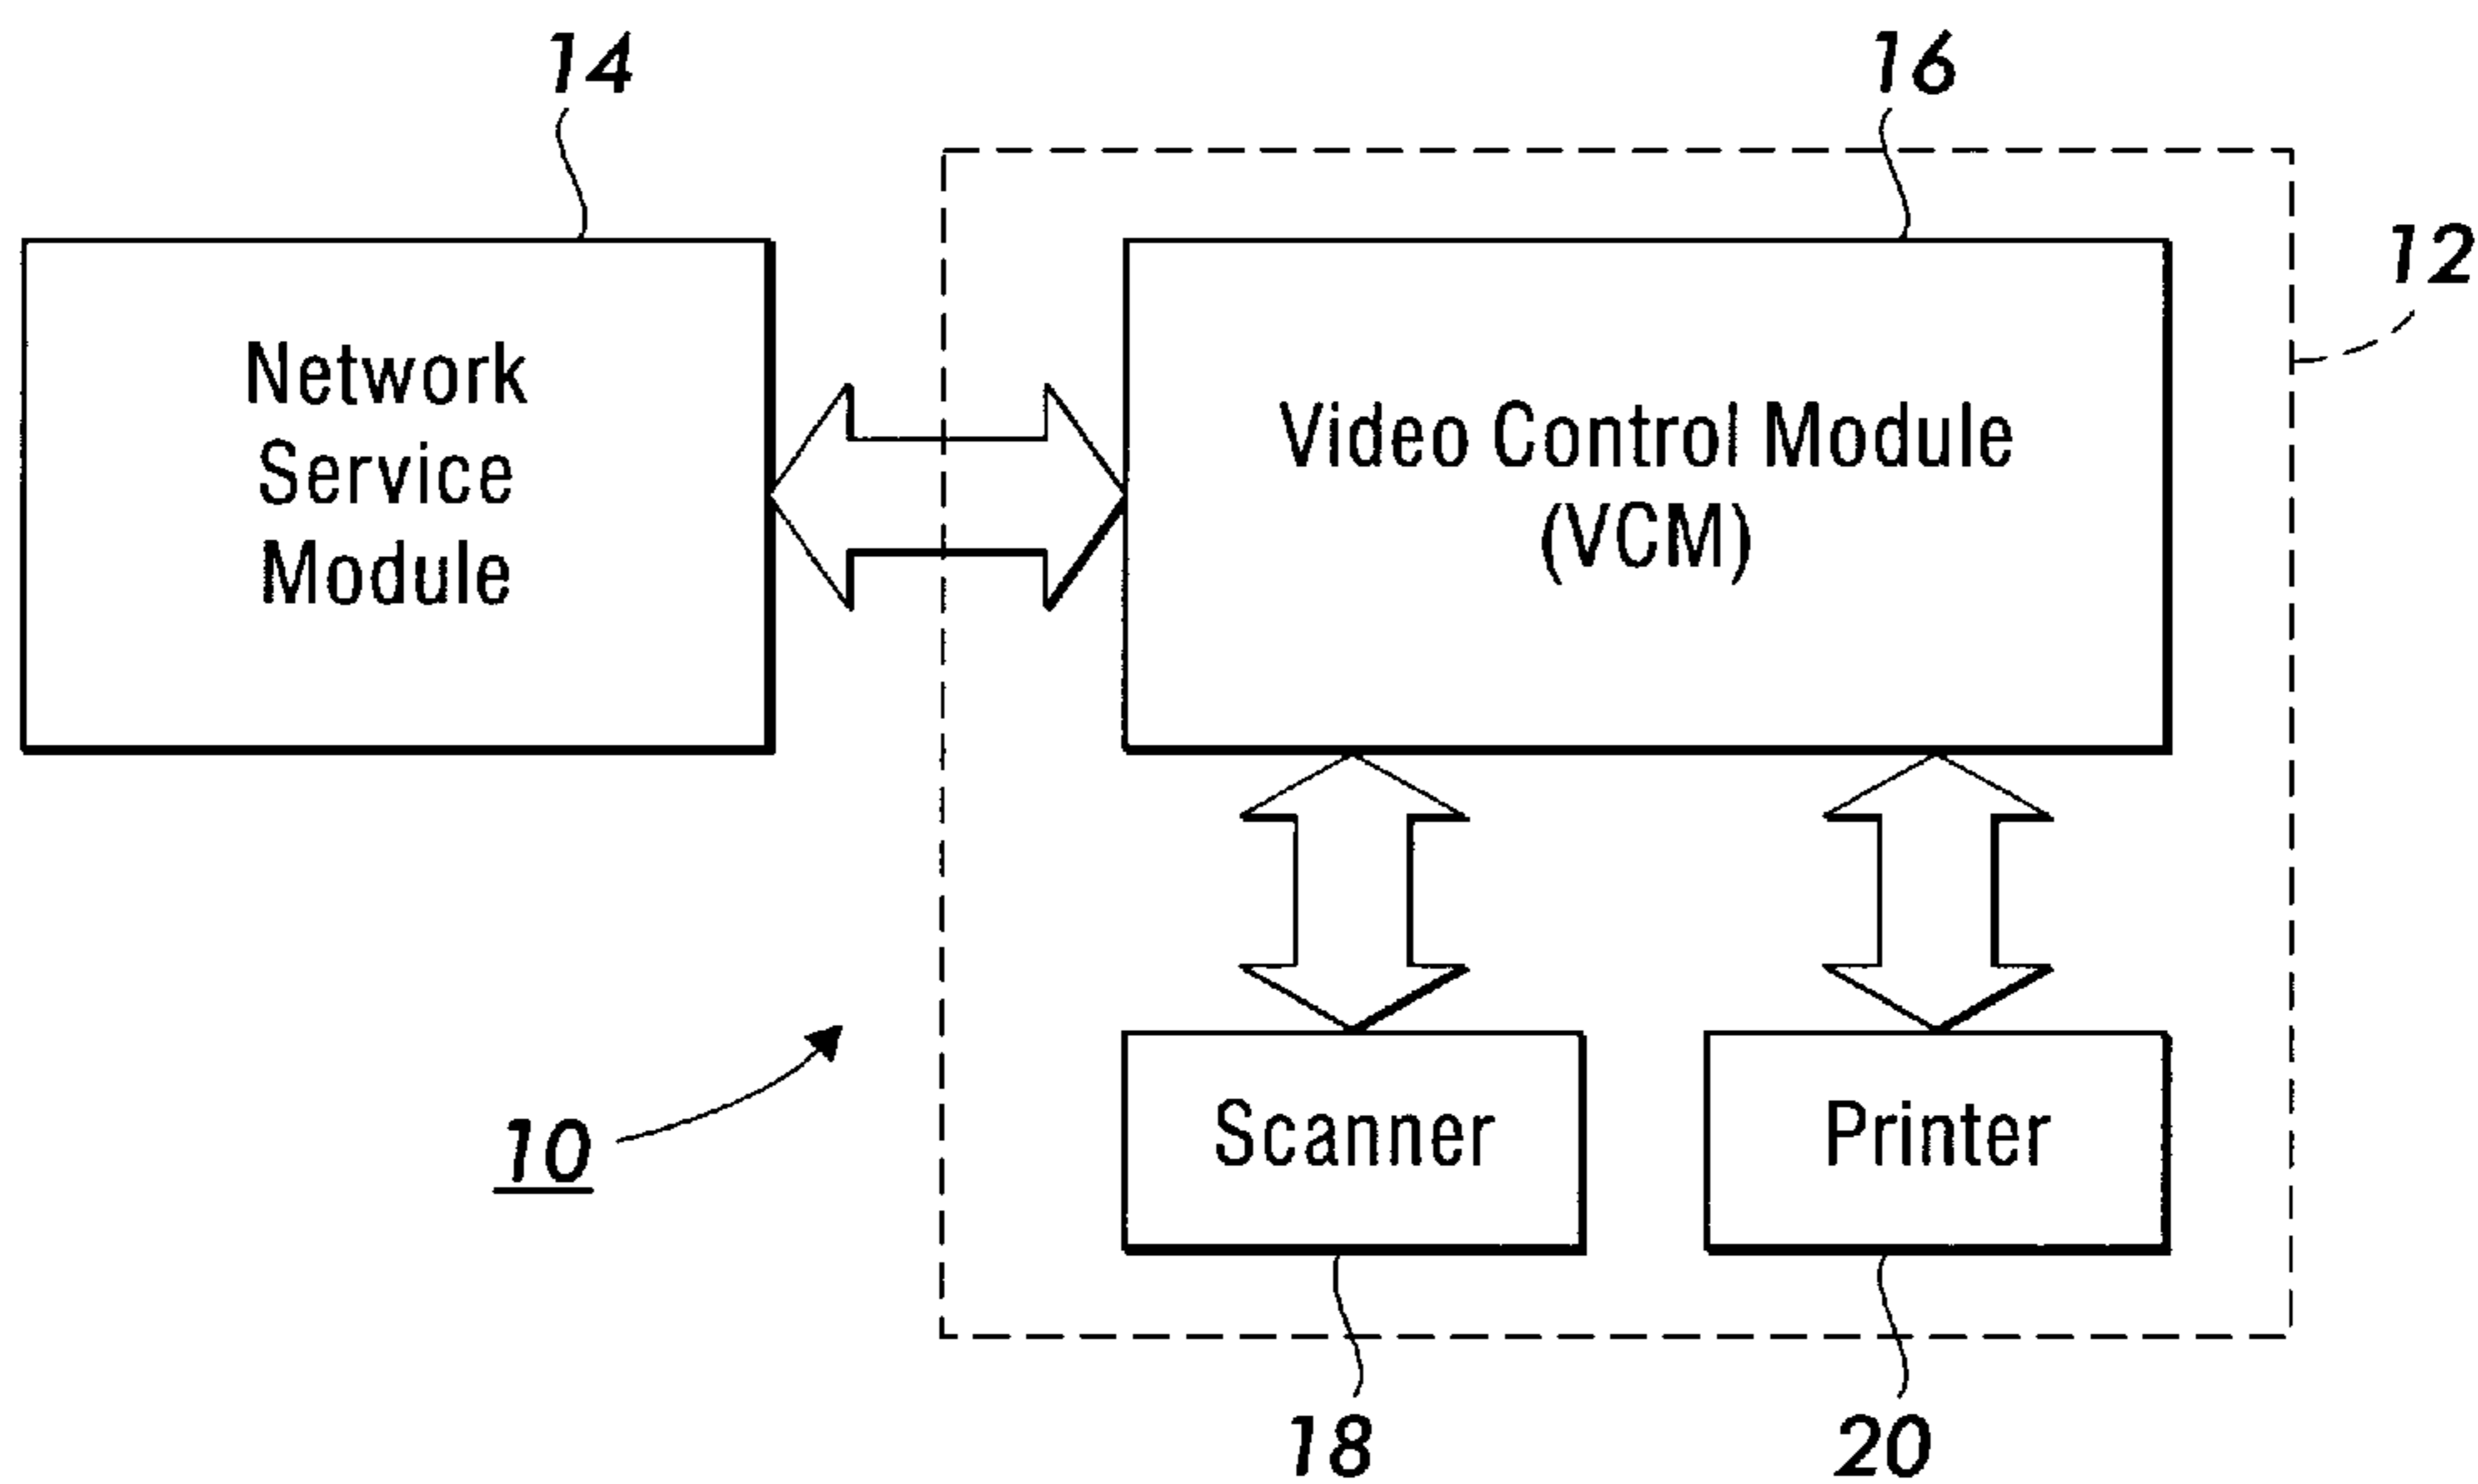 14
16
12
Network
Service
Module
Video Control Module
(VCM)
10
Scanner
Printer
18
20